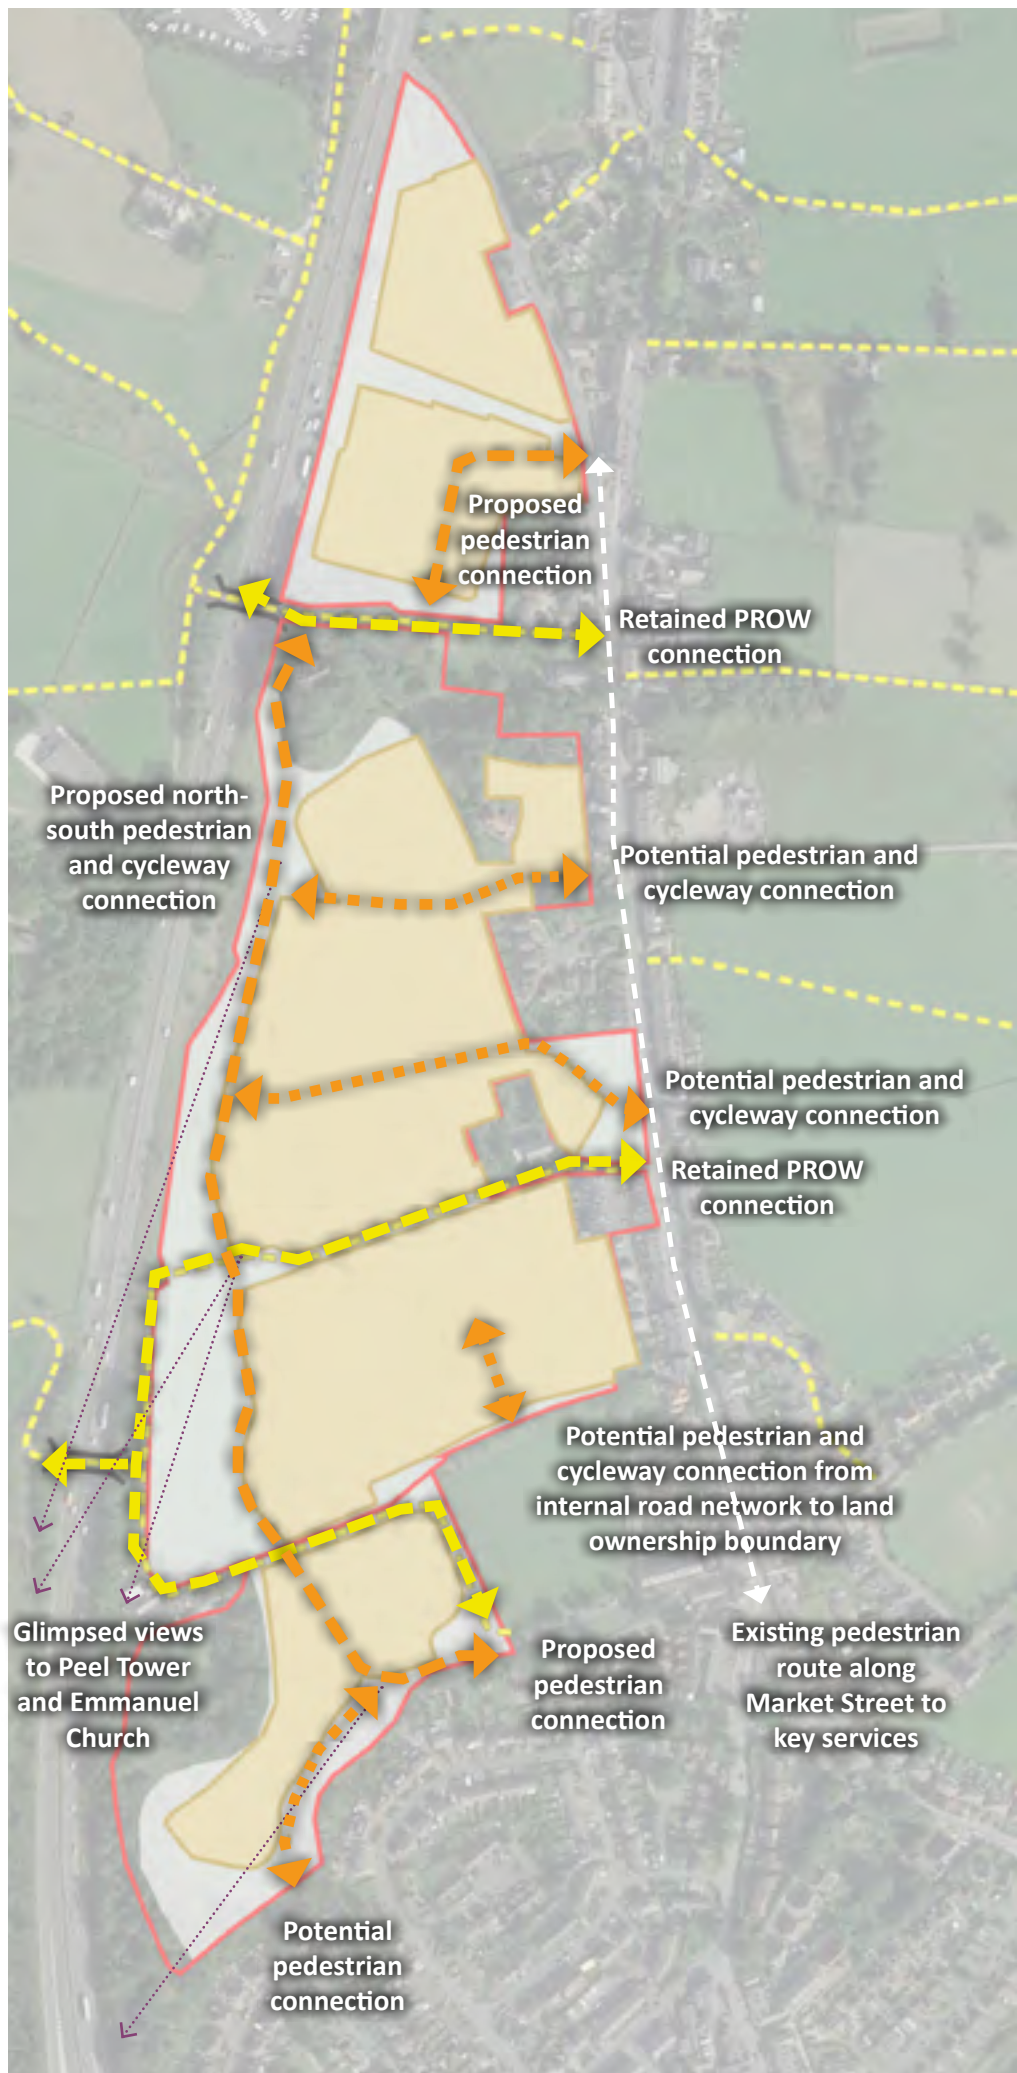 Proposed
pedestrian
connection
Retained PROW
connection
Proposed north-
south pedestrian
and cycleway
connection
Potential pedestrian and
cycleway connection
Potential pedestrian and
cycleway connection
Retained PROW
connection
Potential pedestrian and
cycleway connection from
internal road network to land
ownership boundary
Glimpsed views
to Peel Tower
and Emmanuel
Church
Proposed
pedestrian
connection
Existing pedestrian
route along
Market Street to
key services
Potential
pedestrian
connection